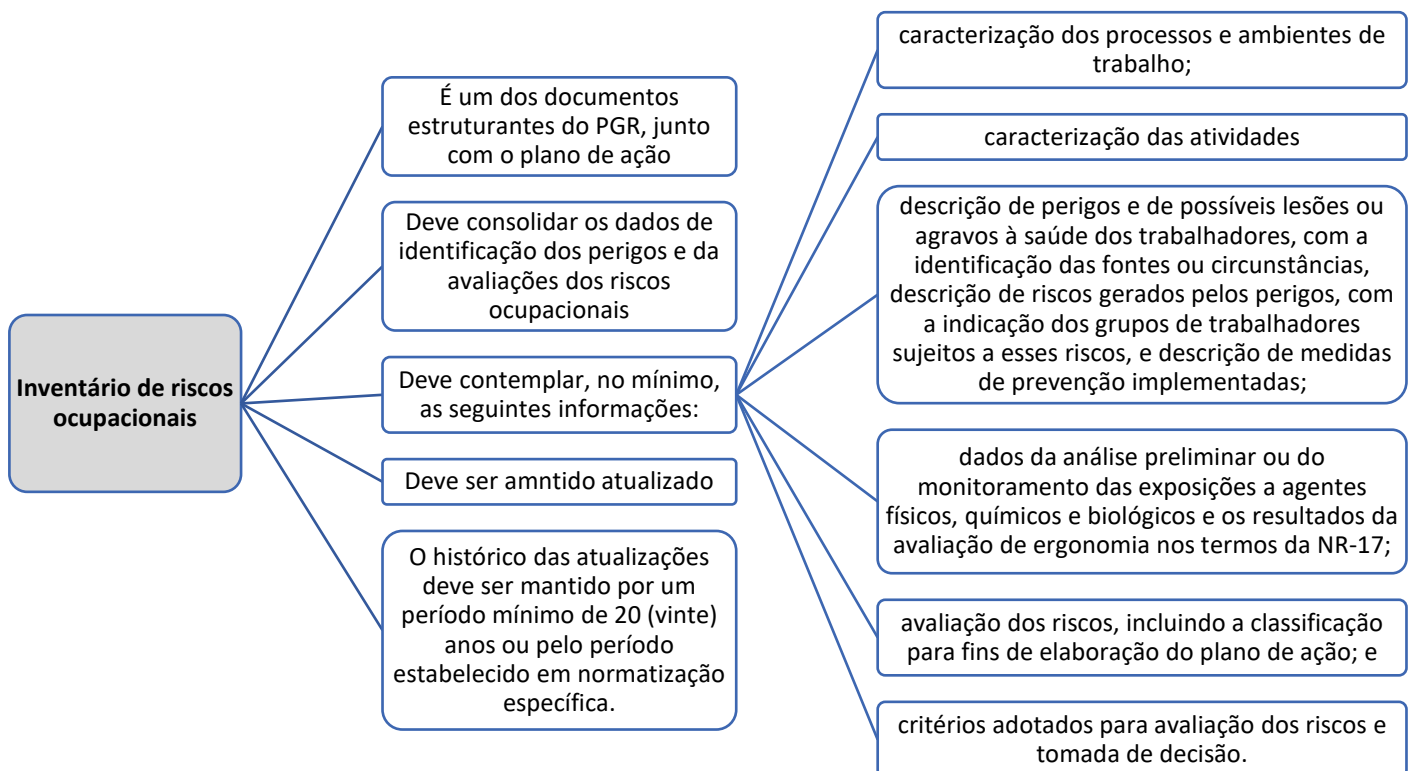 Inventário de riscos
ocupacionais
É um dos documentos
estruturantes do PGR, junto
com o plano de ação
Deve consolidar os dados de
identificação dos perigos e da
avaliações dos riscos
ocupacionais
Deve contemplar, no mínimo,
as seguintes informações:
Deve ser amntido atualizado
O histórico das atualizações
deve ser mantido por um
período mínimo de 20 (vinte)
anos ou pelo período
estabelecido em normatização
específica.
caracterização dos processos e ambientes de
trabalho;
caracterização das atividades
descrição de perigos e de possíveis lesões ou
agravos à saúde dos trabalhadores, com a
identificação das fontes ou circunstâncias,
descrição de riscos gerados pelos perigos, com
a indicação dos grupos de trabalhadores
sujeitos a esses riscos, e descrição de medidas
de prevenção implementadas;
dados da análise preliminar ou do
monitoramento das exposições a agentes
físicos, químicos e biológicos e os resultados da
avaliação de ergonomia nos termos da NR-17;
avaliação dos riscos, incluindo a classificação
para fins de elaboração do plano de ação; e
critérios adotados para avaliação dos riscos e
tomada de decisão.